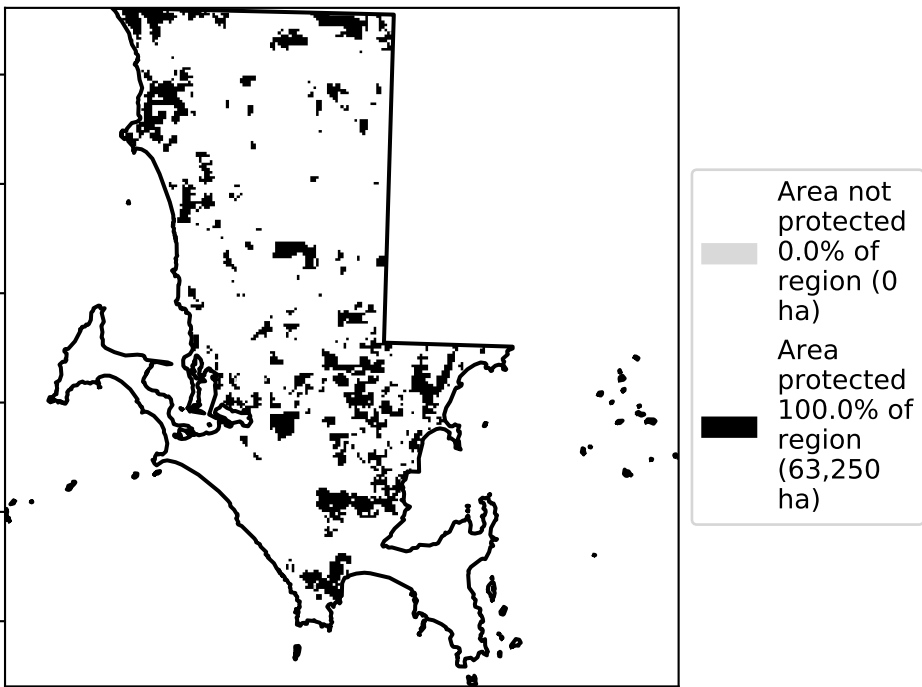 Area not
protected
0.0% of
region (0
ha)
Area
protected
100.0% of
region
(63,250
ha)